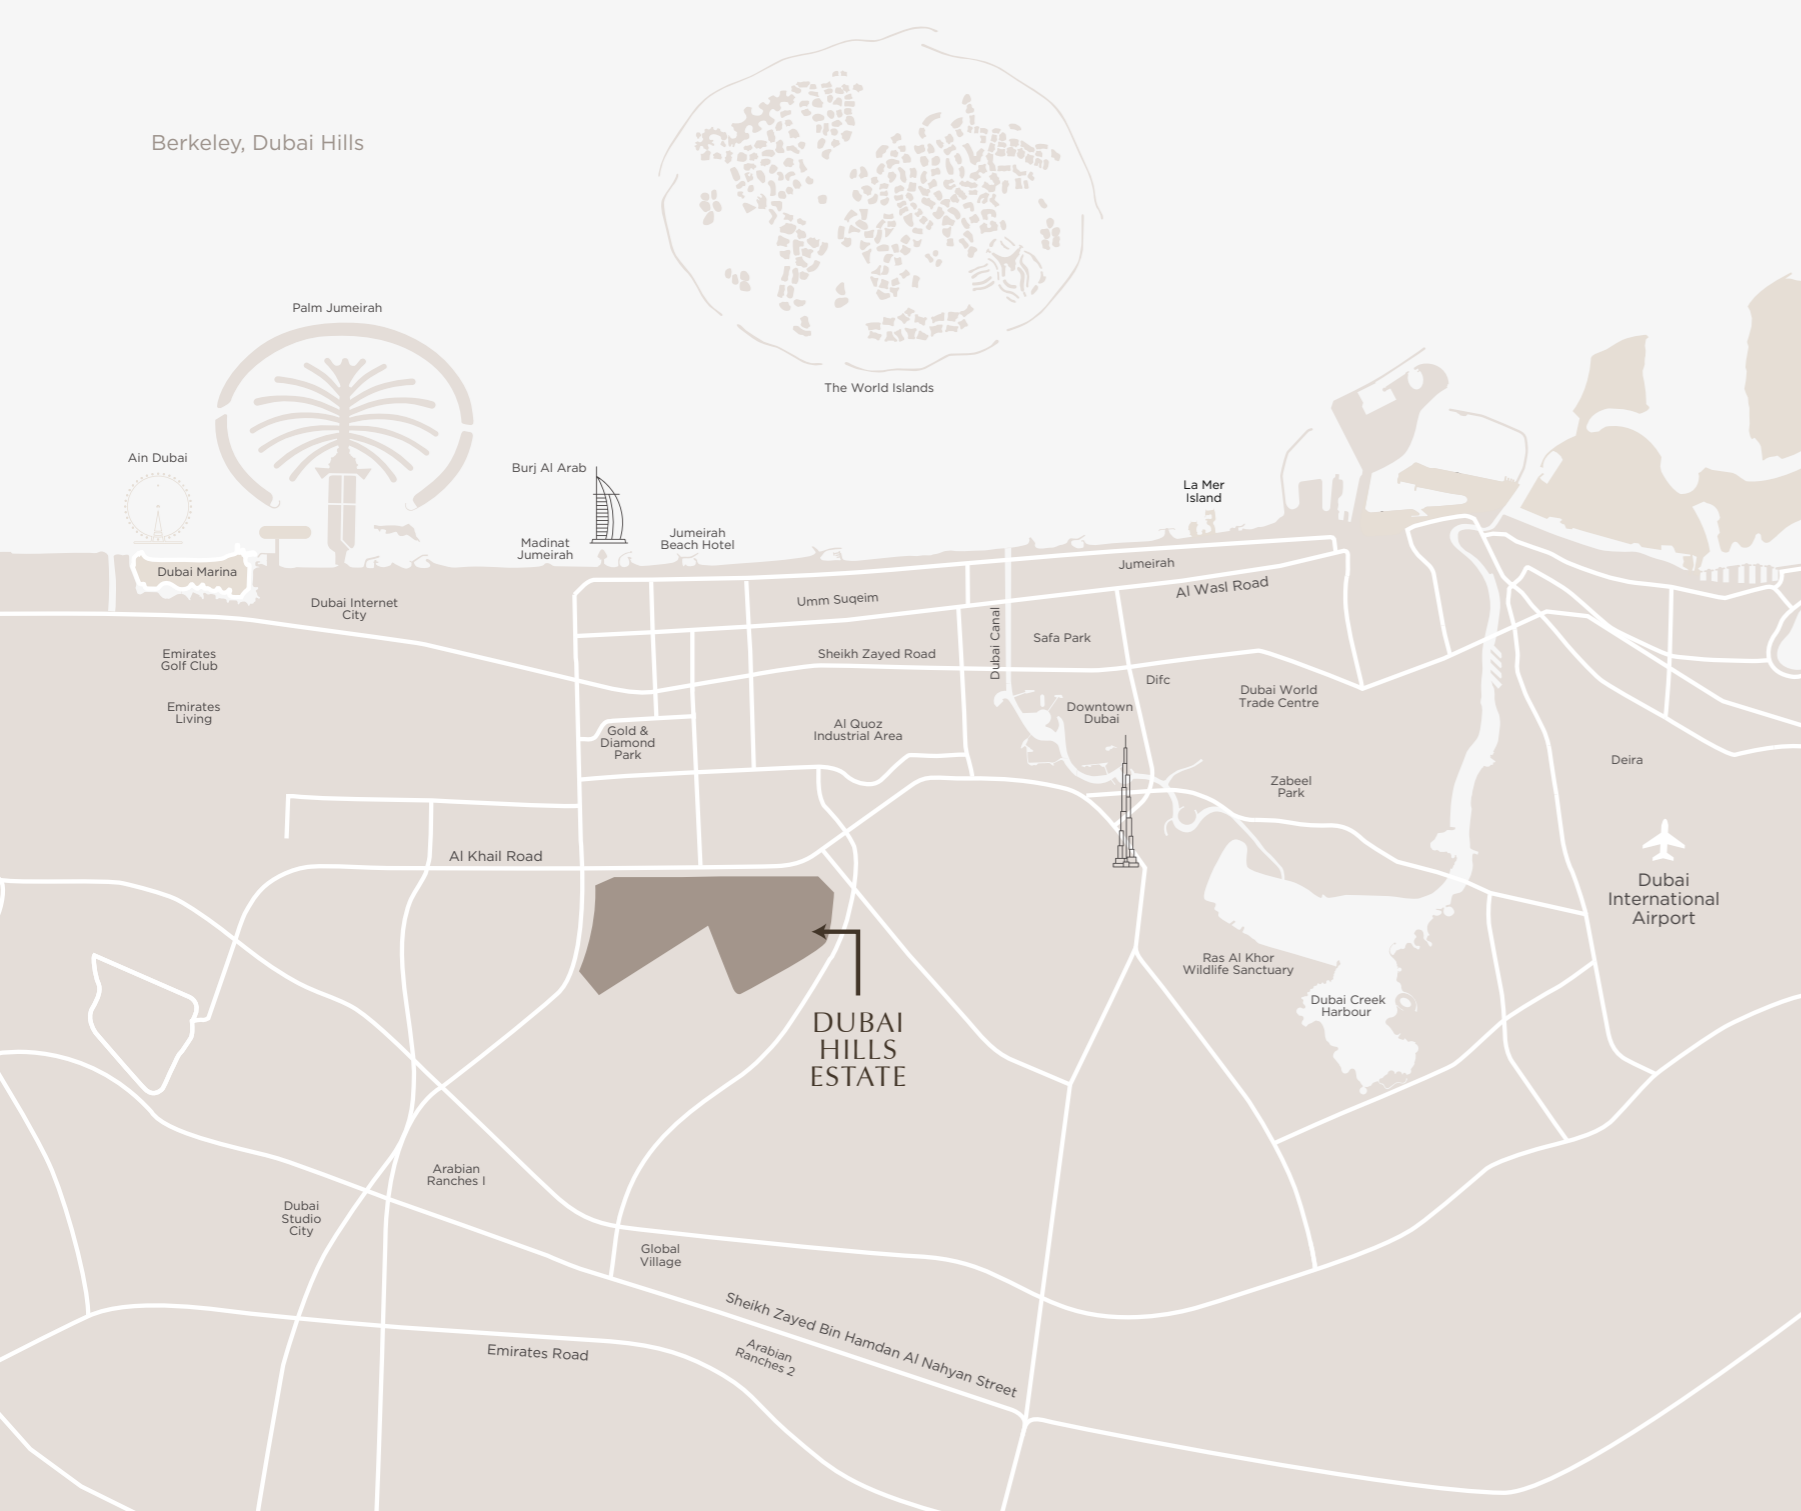 Berkeley, Dubai Hills
Palm Jumeirah
The World Islands
Ain Dubai
Burj Al Arab
La Mer
Island
Madinat
Jumeirah
Jumeirah
Beach Hotel
Dubai Marina
Jumeirah
Al Wasl Road
Dubai Internet
City
Umm Suqeim
Dubai Canal
Safa Park
Emirates
Golf Club
Sheikh Zayed Road
Difc
Dubai World
Trade Centre
Emirates
Living
Downtown
Dubai
Gold &
Diamond
Park
Al Quoz
Industrial Area
Deira
Zabeel
Park
Al Khail Road
Dubai
International
Airport
Ras Al Khor
Wildlife Sanctuary
Dubai Creek
Harbour
DUBAI
HILLS
ESTATE
Arabian
Ranches I
Dubai
Studio
City
Global
Village
Sheikh Zayed Bin Hamdan Al Nahyan Street
Emirates Road
Arabian
Ranches 2